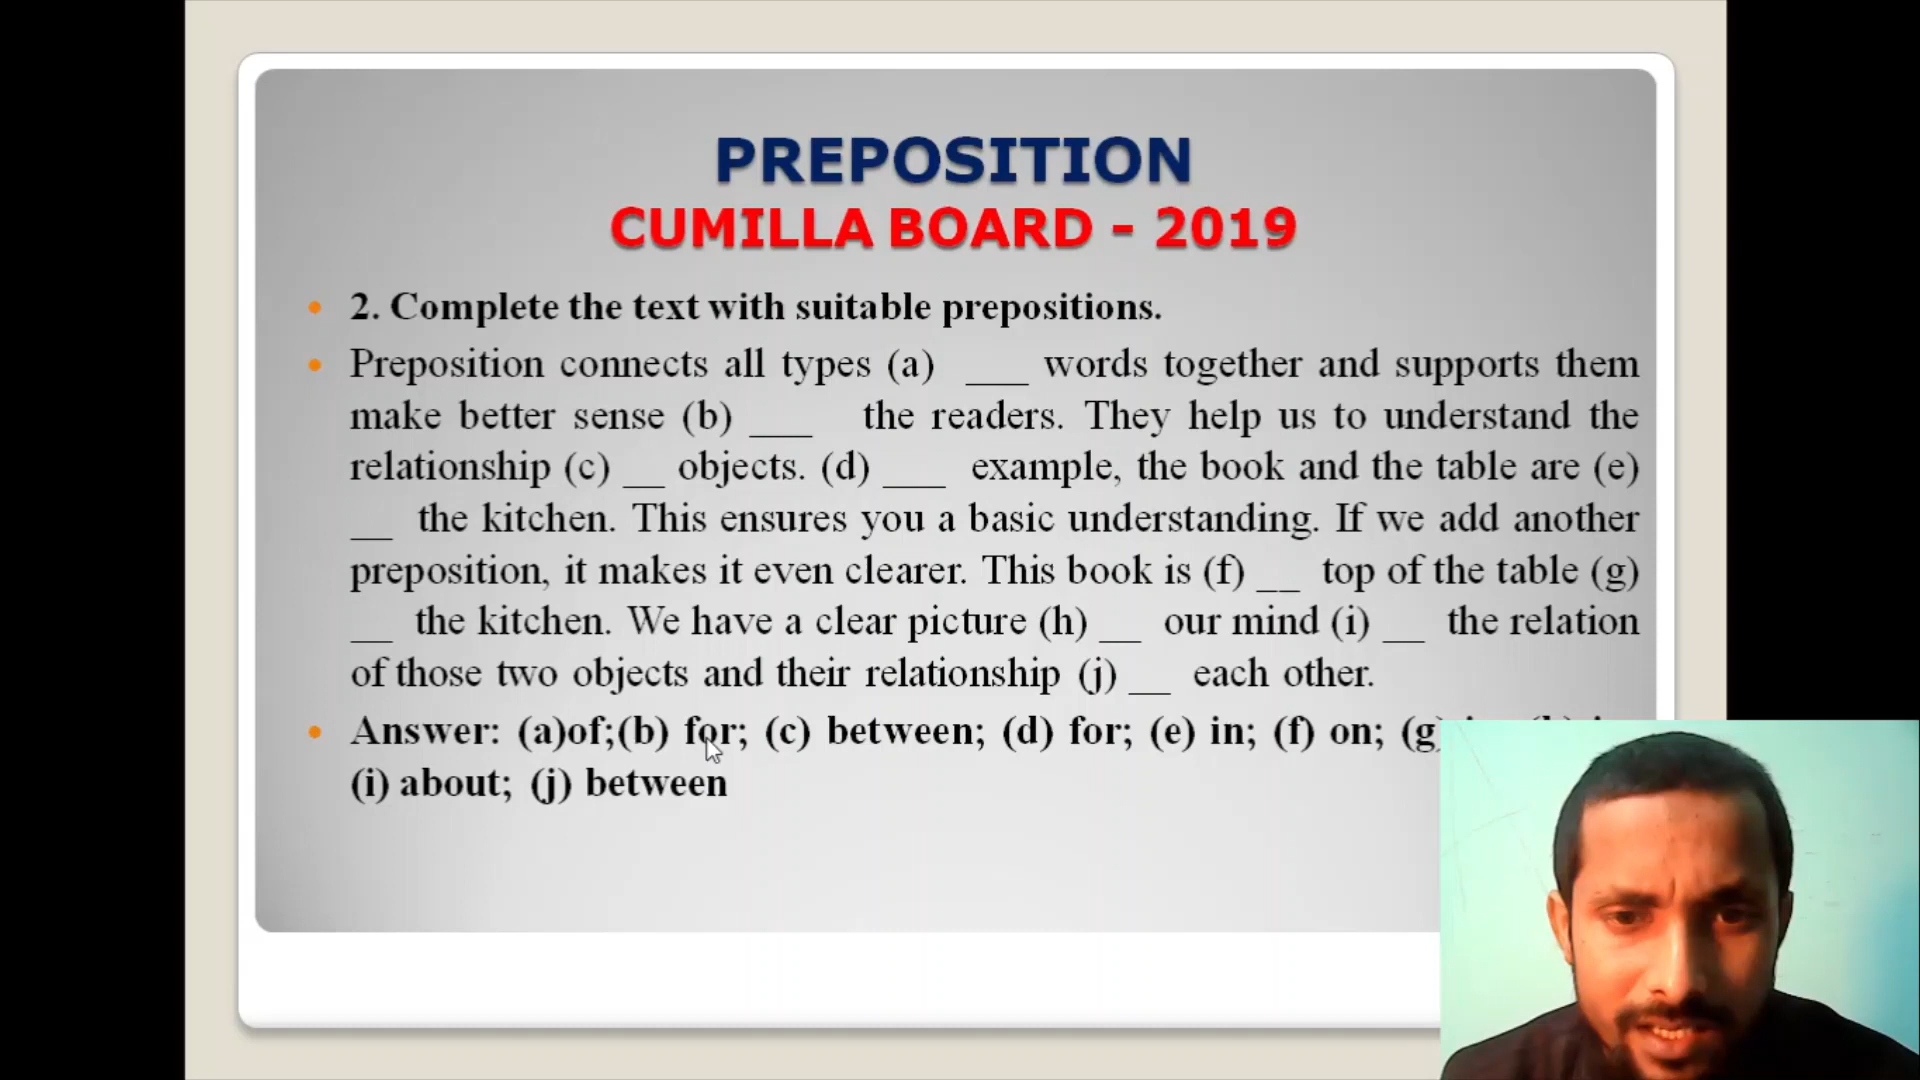 PREPOSITION
CUMILLA BOARD - 2019
• 2. Complete the text with suitable prepositions.
• Preposition connects all types (a) ___ words together and supports them
make better sense (b) ___ the readers. They help us to understand the
relationship (c) __ objects. (d) ___ example, the book and the table are (e)
__ the kitchen. This ensures you a basic understanding. If we add another
preposition, it makes it even clearer. This book is (f) __ top of the table (g)
__ the kitchen. We have a clear picture (h) __ our mind (i) __ the relation
of those two objects and their relationship (j) __ each other.
• Answer: (a)of;(b) for; (c) between; (d) for; (e) in; (f) on; (g)
(i) about; (j) between